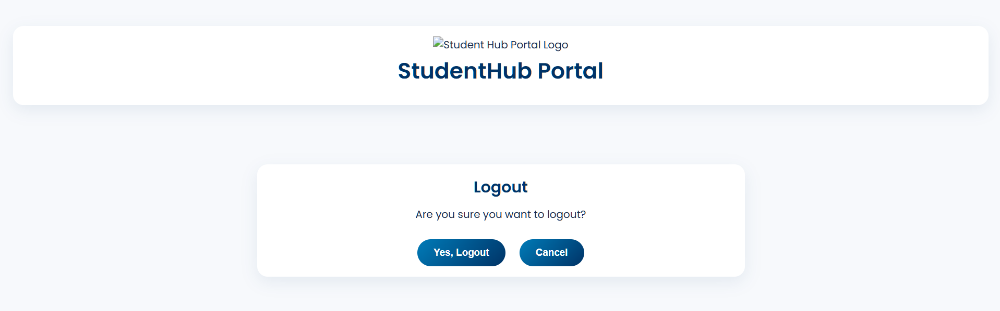 Student Hub Portal Logo
StudentHub Portal
Logout
Are you sure you want to logout?
Yes, Logout
Cancel